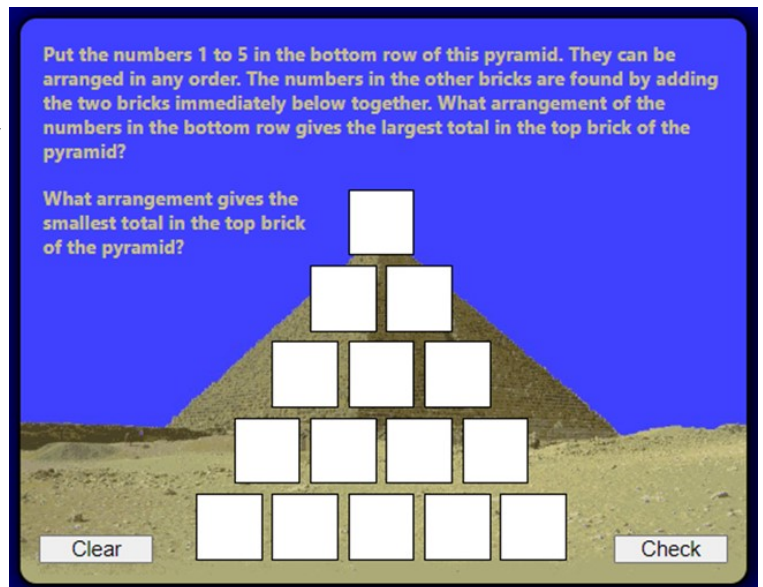 Put the numbers 1 to 5 in the bottom row of this pyramid. They can be
arranged in any order. The numbers in the other bricks are found by adding
the two bricks immediately below together. What arrangement of the
numbers in the bottom row gives the largest total in the top brick of the
pyramid?
What arrangement gives the
smallest total in the top brick
of the pyramid?
Clear
Check